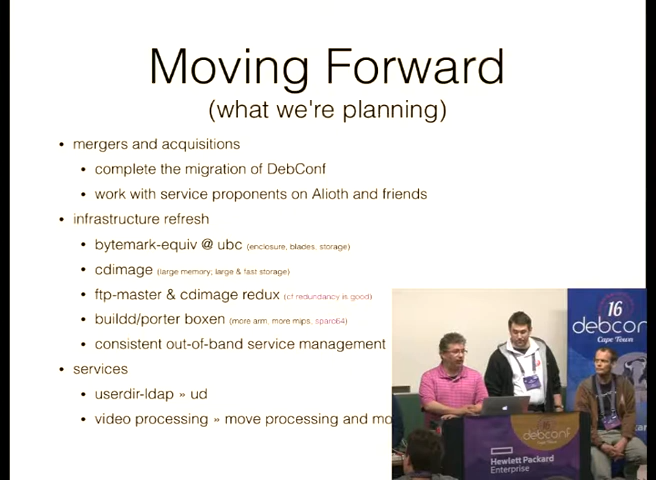 Moving Forward
(what we're planning)
• mergers and acquisitions
• complete the migration of DebConf
• work with service proponents on Alioth and friends
• infrastructure refresh
• bytemark-equiv @ ubc (enclosure, blades, storage)
• cdimage (large memory, large & fast storage)
• ftp-master & cdimage redux (cf redundancy is good)
• buildd/porter boxen (more arm, more mips, sparc64)
• consistent out-of-band service management
• services
• userdir-ldap » ud
• video processing » move processing and mo
16
debconf
Cape Town
debconf
Hewlett Packard
Enterprise